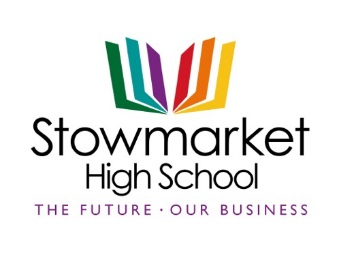 Stowmarket
High School
THE FUTURE · OUR BUSINESS